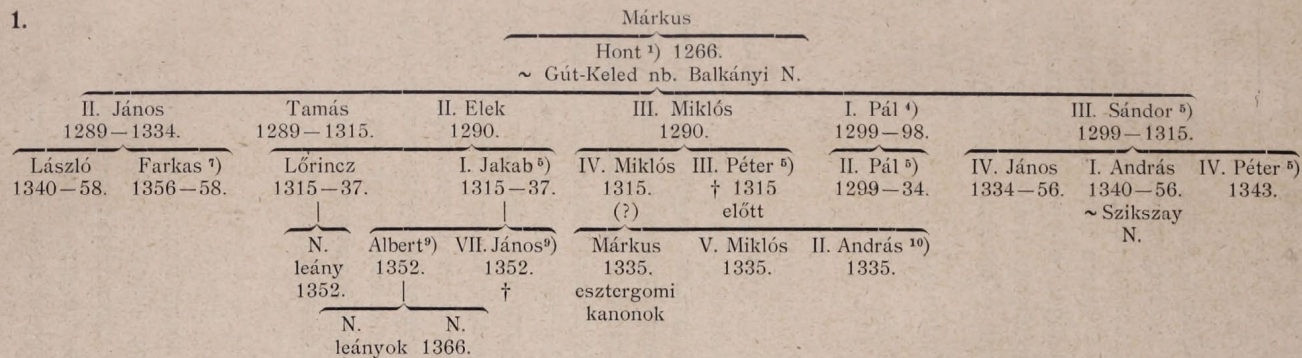 1.
Márkus
Hont ¹) 1266.
~ Gút-Keled nb. Balkányi N.
II. János Tamás II. Elek III. Miklós I. Pál ⁴) III. Sándor ⁵)
1289—1334. 1289—1315. 1290. 1290. 1299—98. 1299—1315.
László Farkas ⁷) Lőrincz I. Jakab ⁵) IV. Miklós III. Péter ⁵) II. Pál ⁵) IV. János I. András IV. Péter ⁵)
1340—58. 1356—58. 1315—37. 1315—37. 1315. † 1315 1299—34. 1334—56. 1340—56. 1343.
(?) előtt ~ Szikszay
N.
N. Albert ⁹) VII. János ⁹) Márkus V. Miklós II. András ¹⁰)
leány 1352. 1352. 1335. 1335. 1335.
1352. † esztergomi
kanonok
N. N.
leányok 1366.